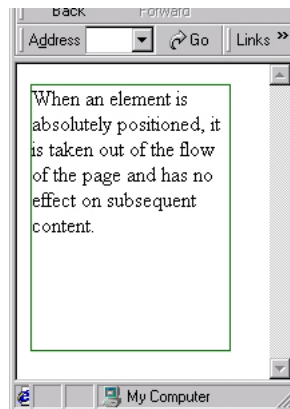 Back Forward
Address Go Links »
When an element is
absolutely positioned, it
is taken out of the flow
of the page and has no
effect on subsequent
content.
My Computer